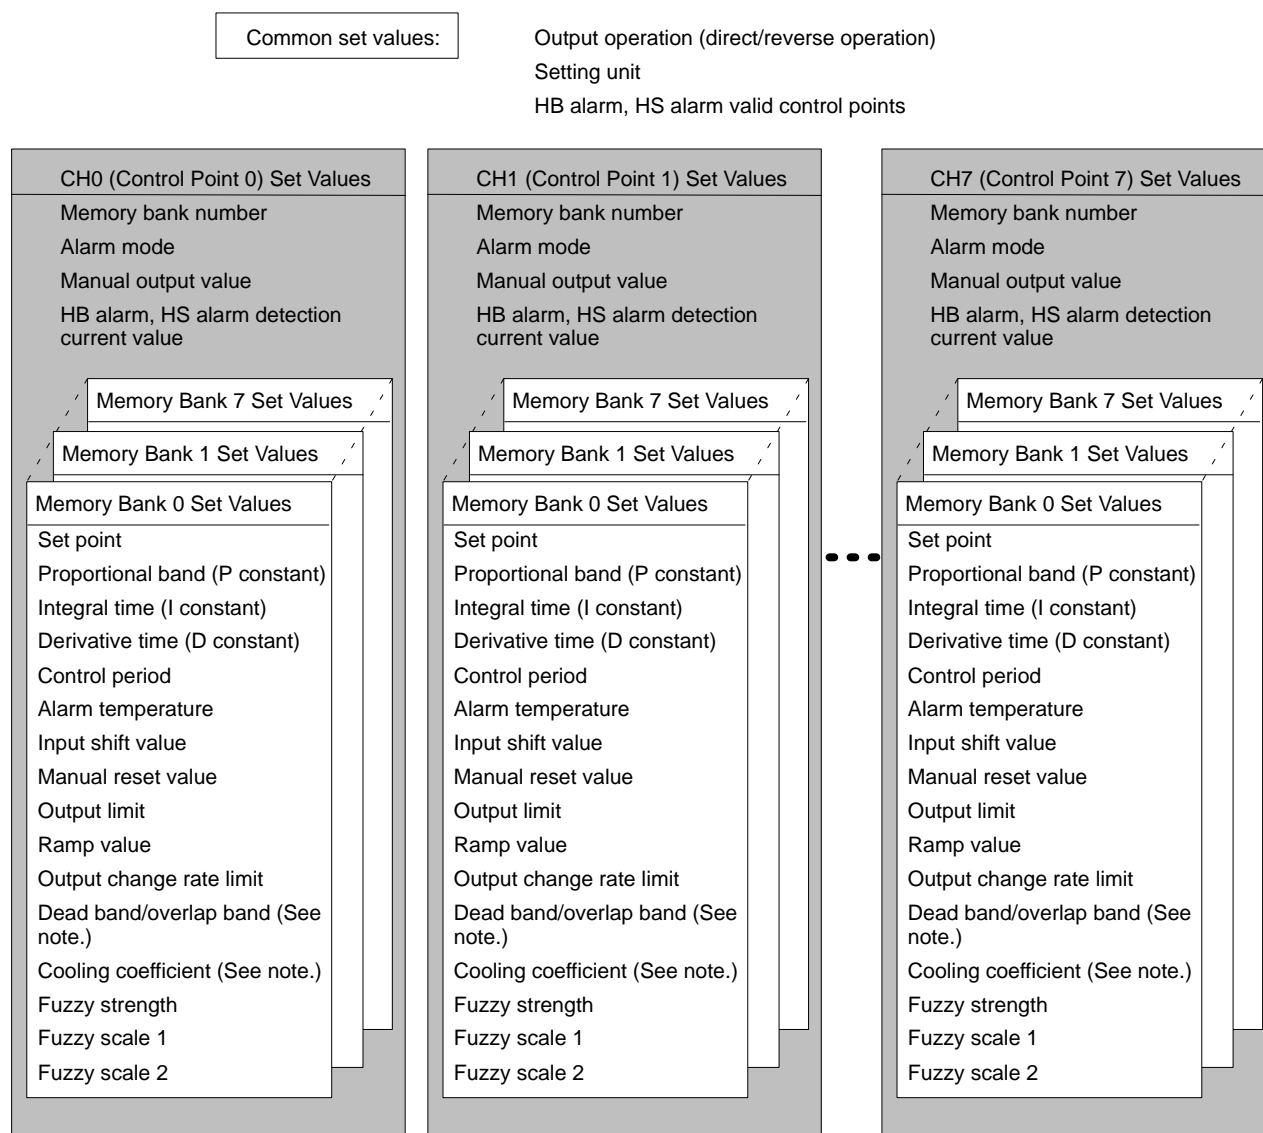 Common set values:
Output operation (direct/reverse operation)
Setting unit
HB alarm, HS alarm valid control points
CH0 (Control Point 0) Set Values
Memory bank number
Alarm mode
Manual output value
HB alarm, HS alarm detection
current value
Memory Bank 7 Set Values
Memory Bank 1 Set Values
Memory Bank 0 Set Values
Set point
Proportional band (P constant)
Integral time (I constant)
Derivative time (D constant)
Control period
Alarm temperature
Input shift value
Manual reset value
Output limit
Ramp value
Output change rate limit
Dead band/overlap band (See
note.)
Cooling coefficient (See note.)
Fuzzy strength
Fuzzy scale 1
Fuzzy scale 2
CH1 (Control Point 1) Set Values
Memory bank number
Alarm mode
Manual output value
HB alarm, HS alarm detection
current value
Memory Bank 7 Set Values
Memory Bank 1 Set Values
Memory Bank 0 Set Values
Set point
Proportional band (P constant)
Integral time (I constant)
Derivative time (D constant)
Control period
Alarm temperature
Input shift value
Manual reset value
Output limit
Ramp value
Output change rate limit
Dead band/overlap band (See
note.)
Cooling coefficient (See note.)
Fuzzy strength
Fuzzy scale 1
Fuzzy scale 2
CH7 (Control Point 7) Set Values
Memory bank number
Alarm mode
Manual output value
HB alarm, HS alarm detection
current value
Memory Bank 7 Set Values
Memory Bank 1 Set Values
Memory Bank 0 Set Values
Set point
Proportional band (P constant)
Integral time (I constant)
Derivative time (D constant)
Control period
Alarm temperature
Input shift value
Manual reset value
Output limit
Ramp value
Output change rate limit
Dead band/overlap band (See
note.)
Cooling coefficient (See note.)
Fuzzy strength
Fuzzy scale 1
Fuzzy scale 2